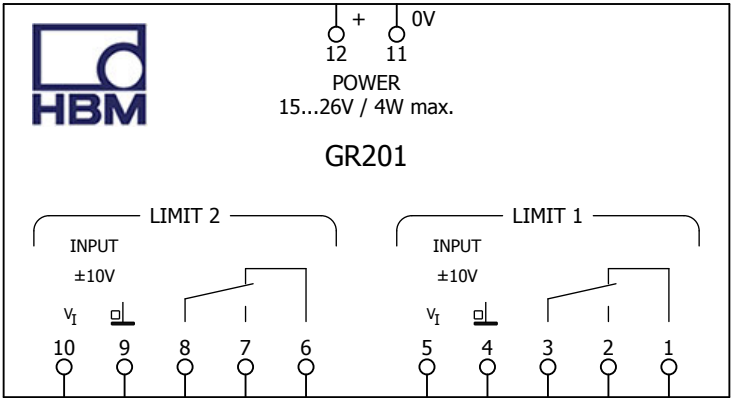 + 0V
12 11
HBM
POWER
15...26V / 4W max.
GR201
LIMIT 2 LIMIT 1
INPUT INPUT
±10V ±10V
VI VI
10 9 8 7 6 5 4 3 2 1